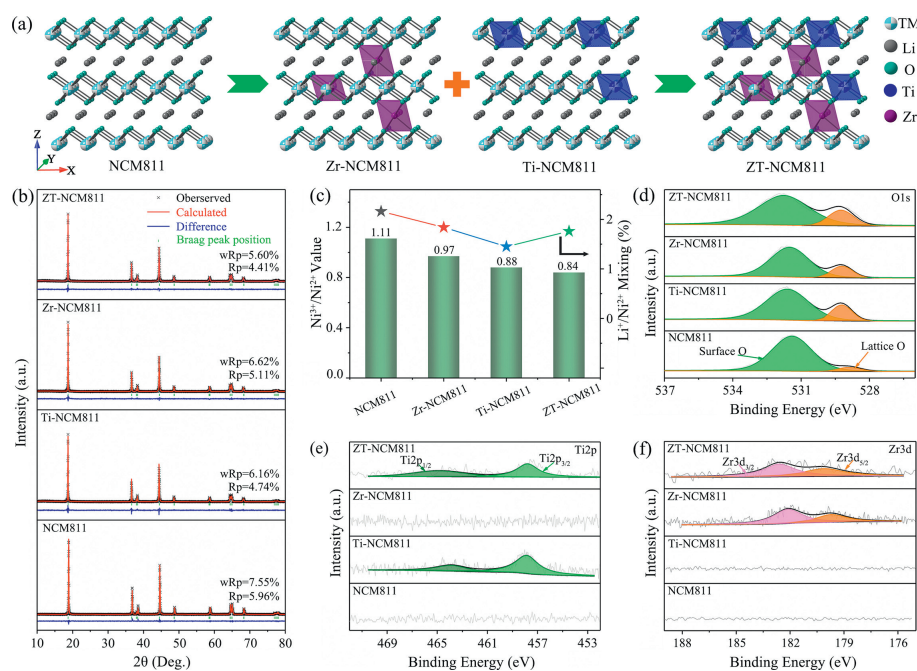 (a)
TM
Li
O
Ti
Zr
Z
Y
X
NCM811
Zr-NCM811
Ti-NCM811
ZT-NCM811
(b)
ZT-NCM811
× Oberserved
Calculated
Difference
Braag peak position
wRp=5.60%
Rp=4.41%
Zr-NCM811
wRp=6.62%
Rp=5.11%
Ti-NCM811
wRp=6.16%
Rp=4.74%
NCM811
wRp=7.55%
Rp=5.96%
Intensity (a.u.)
10 20 30 40 50 60 70 80
2θ (Deg.)
(c)
Ni³⁺/Ni²⁺ Value
1.2
0.8
0.4
0.0
1.11
0.97
0.88
0.84
2
1
0
Li⁺/Ni²⁺ Mixing (%)
NCM811
Zr-NCM811
Ti-NCM811
ZT-NCM811
(d)
ZT-NCM811
O1s
Zr-NCM811
Ti-NCM811
NCM811
Surface O
Lattice O
Intensity (a.u.)
537 534 531 528
Binding Energy (eV)
(e)
ZT-NCM811
Ti2p
Ti2p₁/₂
Ti2p₃/₂
Zr-NCM811
Ti-NCM811
NCM811
Intensity (a.u.)
469 465 461 457 453
Binding Energy (eV)
(f)
ZT-NCM811
Zr3d
Zr3d₃/₂
Zr3d₅/₂
Zr-NCM811
Ti-NCM811
NCM811
Intensity (a.u.)
188 185 182 179 176
Binding Energy (eV)